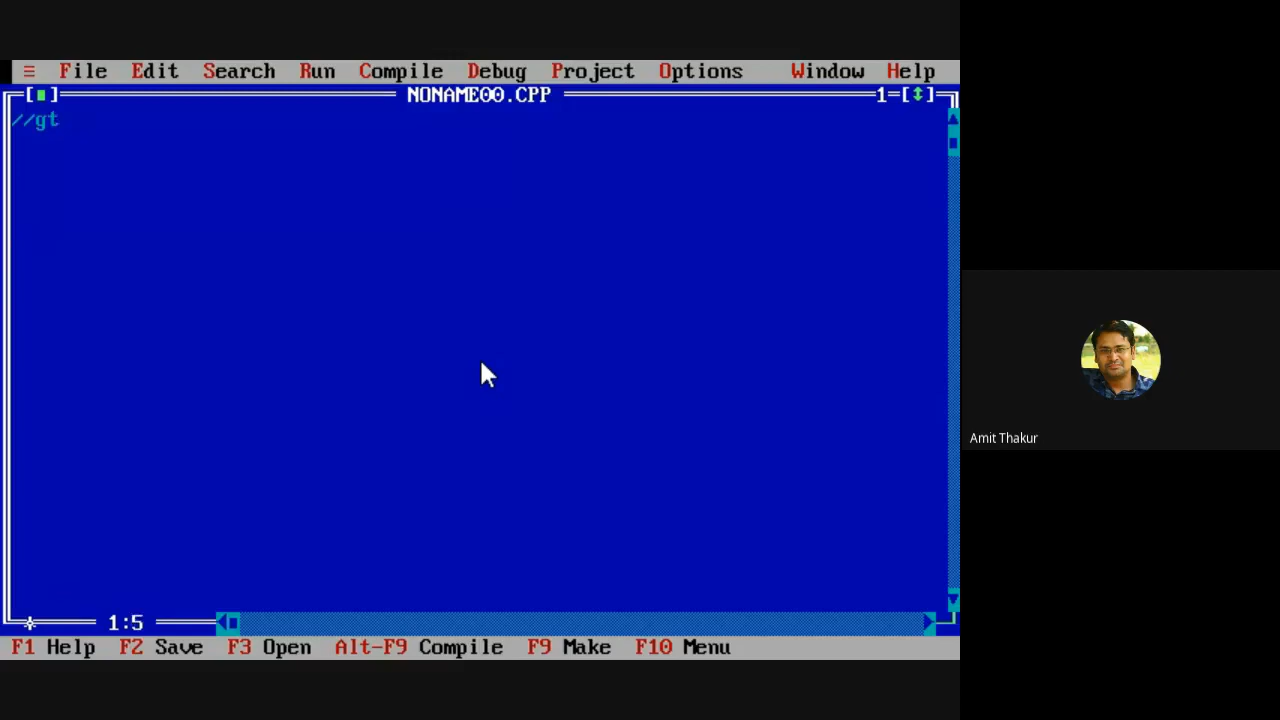 ≡ File Edit Search Run Compile Debug Project Options Window Help
[■] NONAME00.CPP 1=[↕]
//gt
1:5
F1 Help F2 Save F3 Open Alt-F9 Compile F9 Make F10 Menu
Amit Thakur